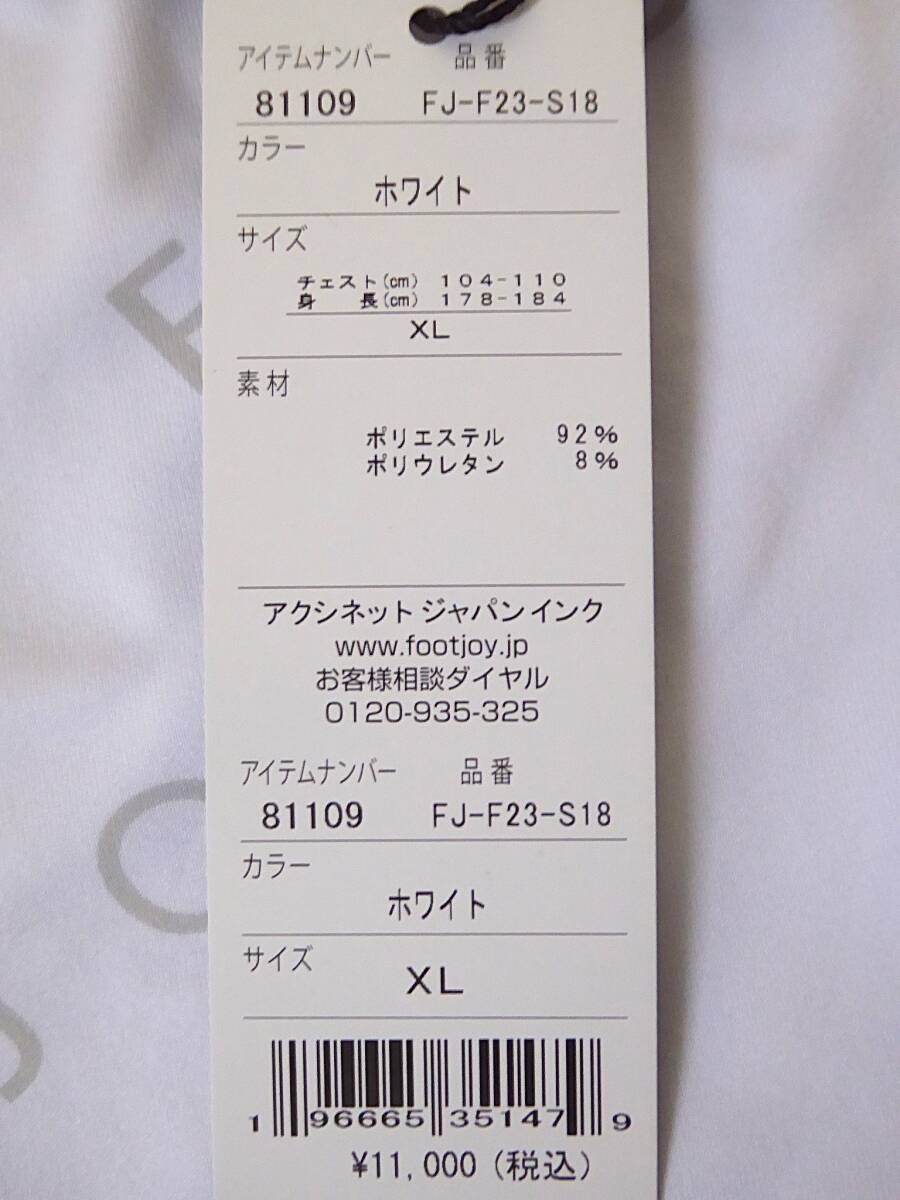 アイテムナンバー 品番
81109 FJ-F23-S18
カラー
ホワイト
サイズ
チェスト(cm) 104-110
身 長(cm) 178-184
XL
素材
ポリエステル 92%
ポリウレタン 8%
アクシネット ジャパン インク
www.footjoy.jp
お客様相談ダイヤル
0120-935-325
アイテムナンバー 品番
81109 FJ-F23-S18
カラー
ホワイト
サイズ
XL
1 96665 35147 9
¥11,000 (税込)